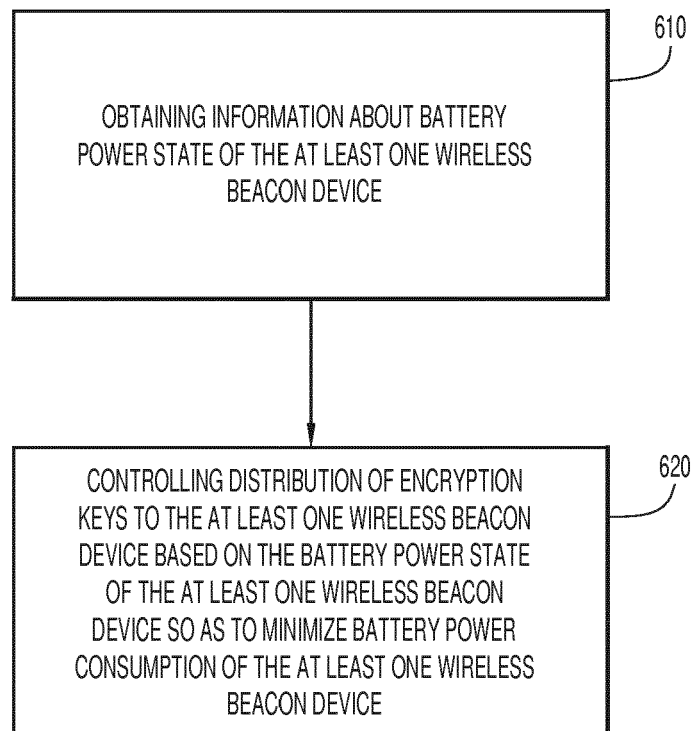 610
OBTAINING INFORMATION ABOUT BATTERY
POWER STATE OF THE AT LEAST ONE WIRELESS
BEACON DEVICE
620
CONTROLLING DISTRIBUTION OF ENCRYPTION
KEYS TO THE AT LEAST ONE WIRELESS BEACON
DEVICE BASED ON THE BATTERY POWER STATE
OF THE AT LEAST ONE WIRELESS BEACON
DEVICE SO AS TO MINIMIZE BATTERY POWER
CONSUMPTION OF THE AT LEAST ONE WIRELESS
BEACON DEVICE